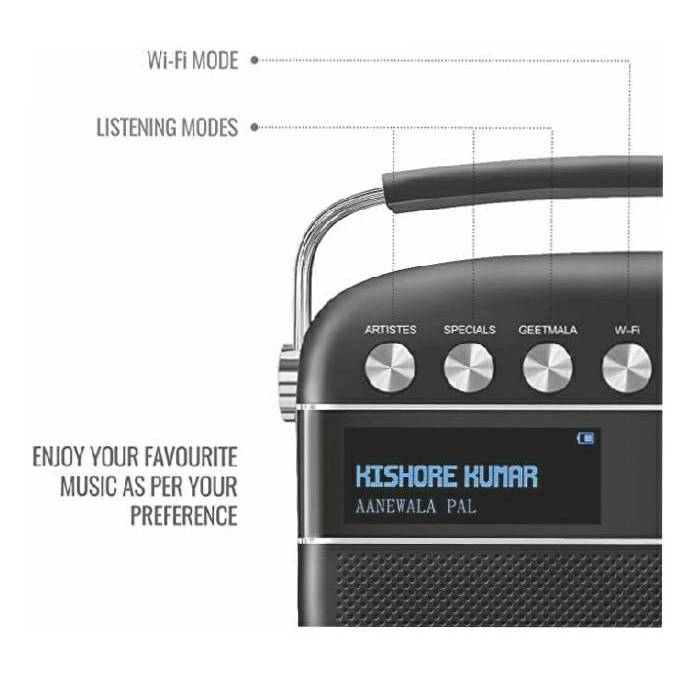 Wi-Fi MODE
LISTENING MODES
ARTISTES SPECIALS GEETMALA Wi-Fi
ENJOY YOUR FAVOURITE
MUSIC AS PER YOUR
PREFERENCE
KISHORE KUMAR
AANEWALA PAL